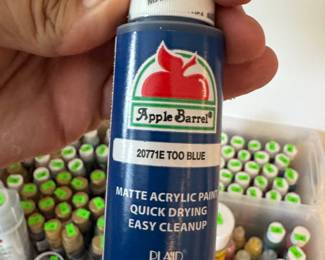 Apple Barrel®
20771E TOO BLUE
MATTE ACRYLIC PAINT
QUICK DRYING
EASY CLEANUP
PLAID